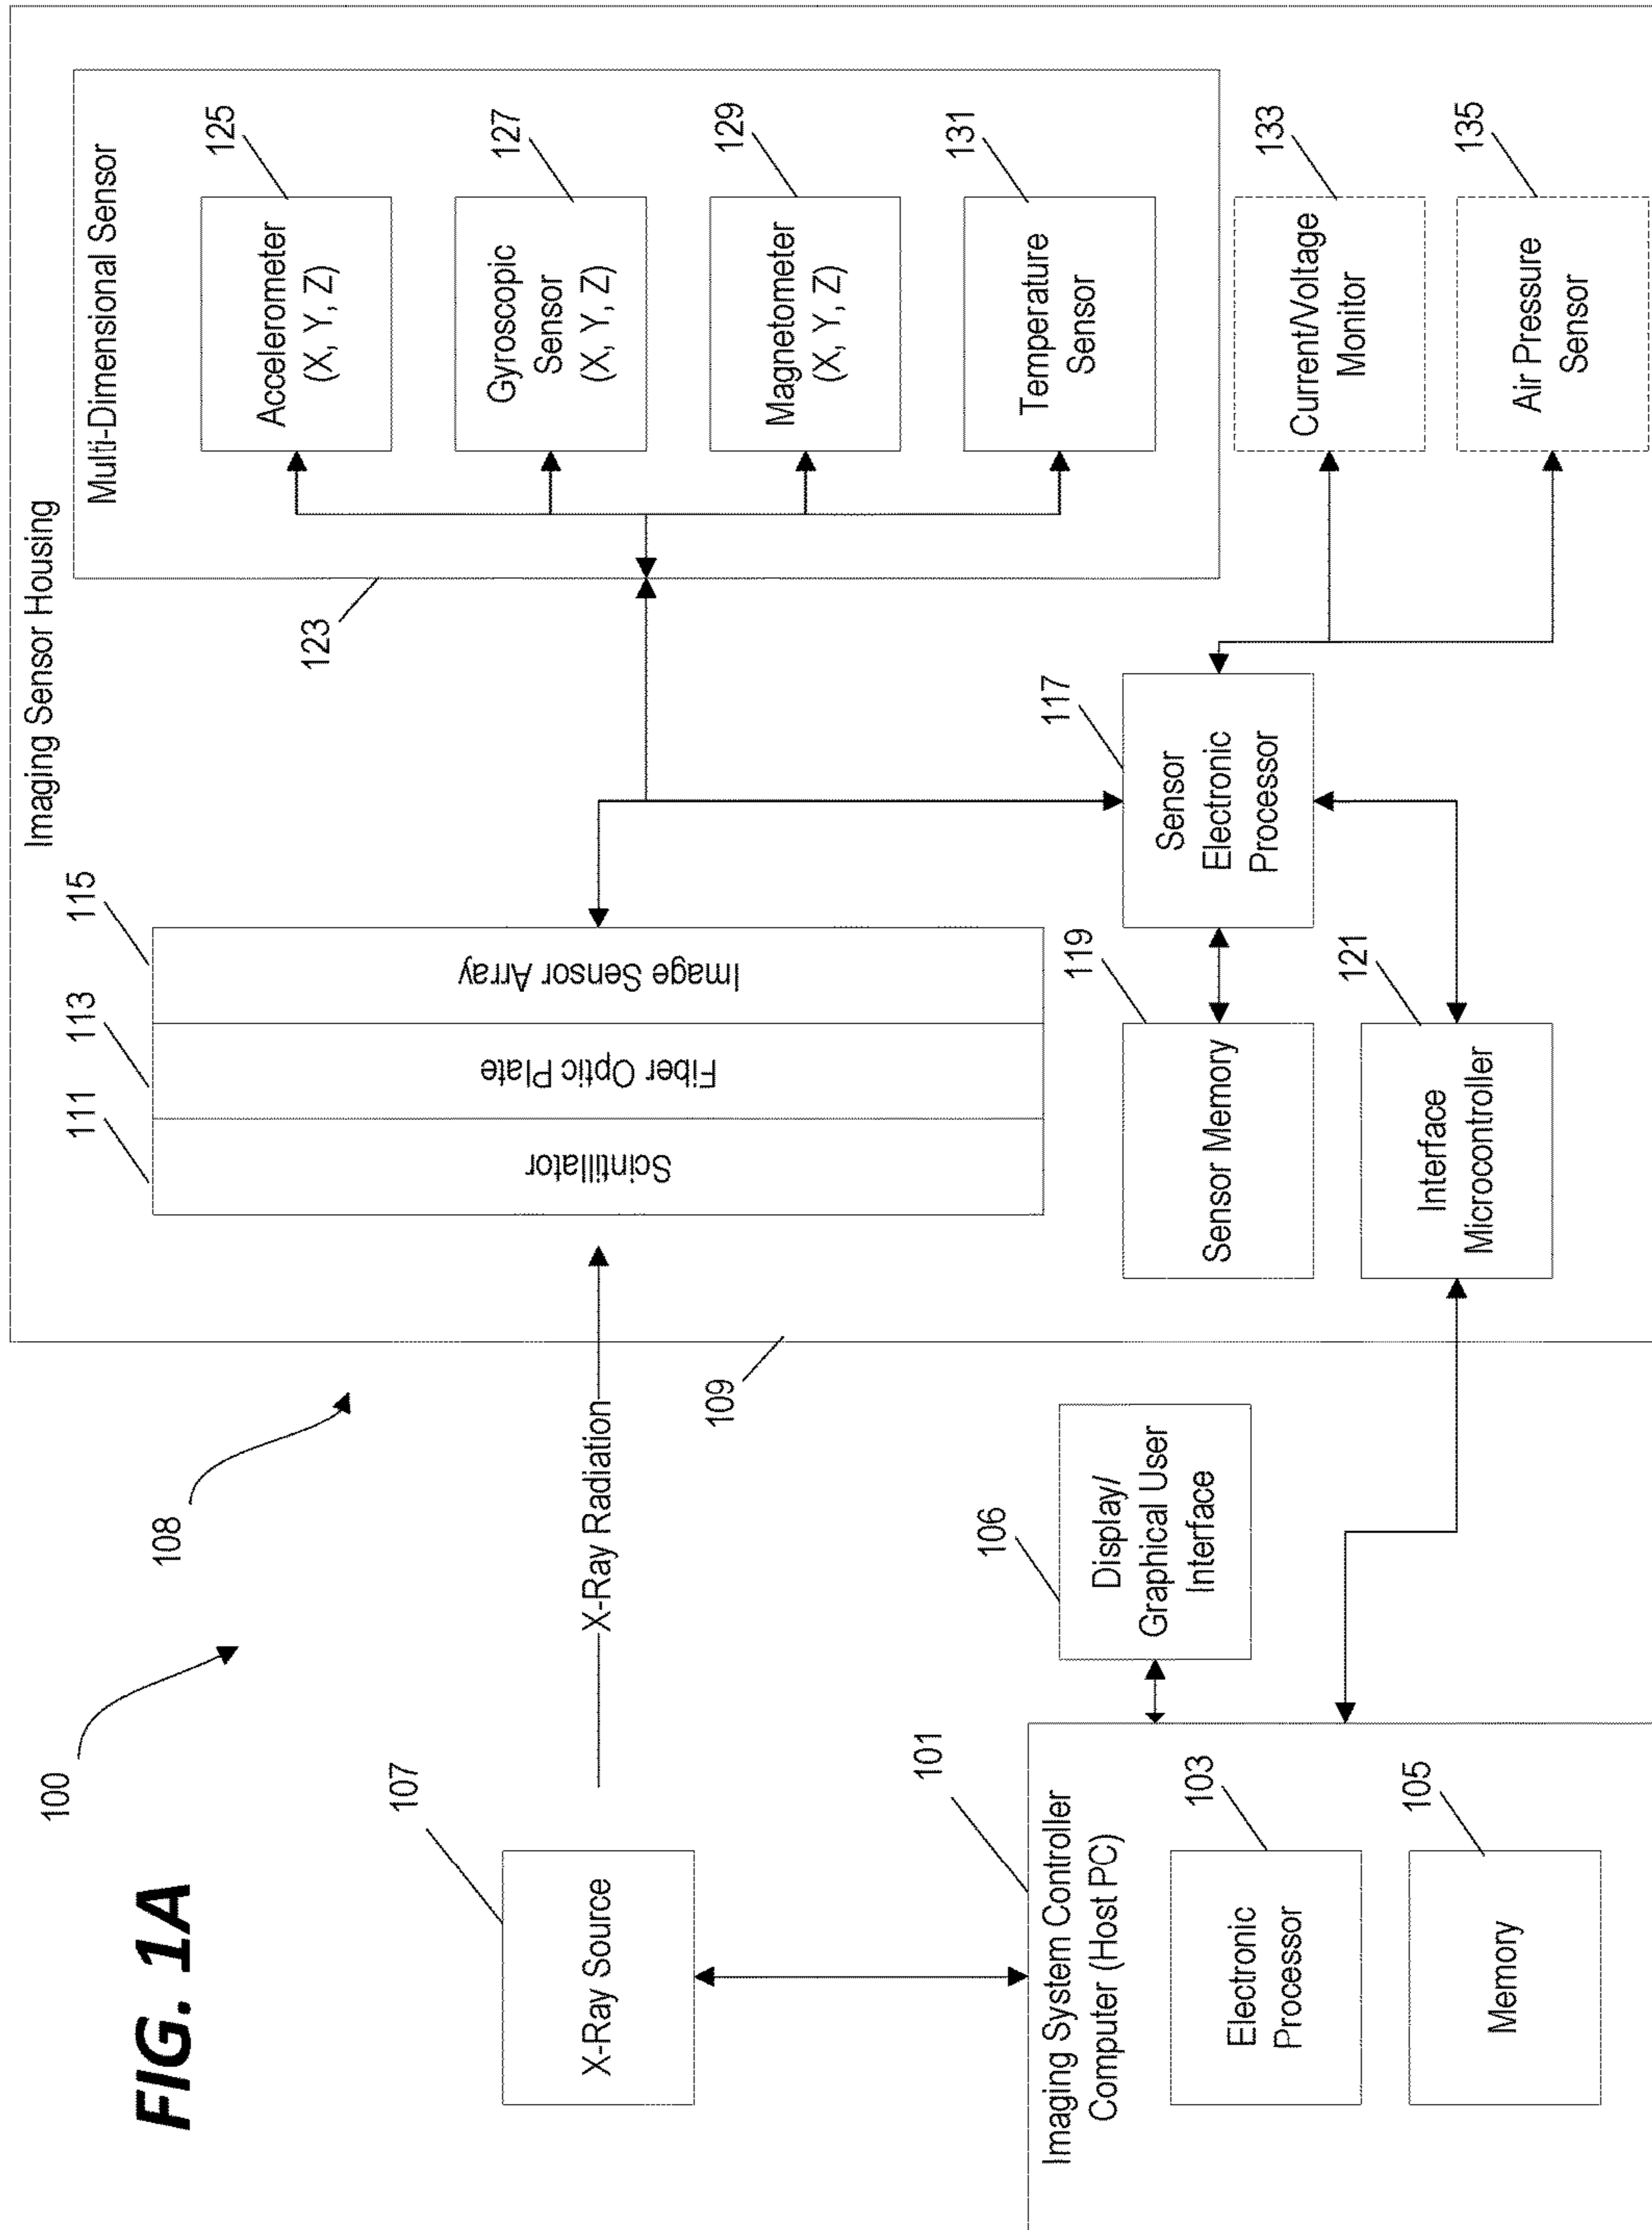 FIG. 1A
100
108
107
X-Ray Source
X-Ray Radiation
101
Imaging System Controller
Computer (Host PC)
103
Electronic
Processor
105
Memory
106
Display/
Graphical User
Interface
109
Imaging Sensor Housing
111
113
115
Scintillator
Fiber Optic Plate
Image Sensor Array
117
Sensor
Electronic
Processor
119
Sensor Memory
121
Interface
Microcontroller
123
Multi-Dimensional Sensor
125
Accelerometer
(X, Y, Z)
127
Gyroscopic
Sensor
(X, Y, Z)
129
Magnetometer
(X, Y, Z)
131
Temperature
Sensor
133
Current/Voltage
Monitor
135
Air Pressure
Sensor